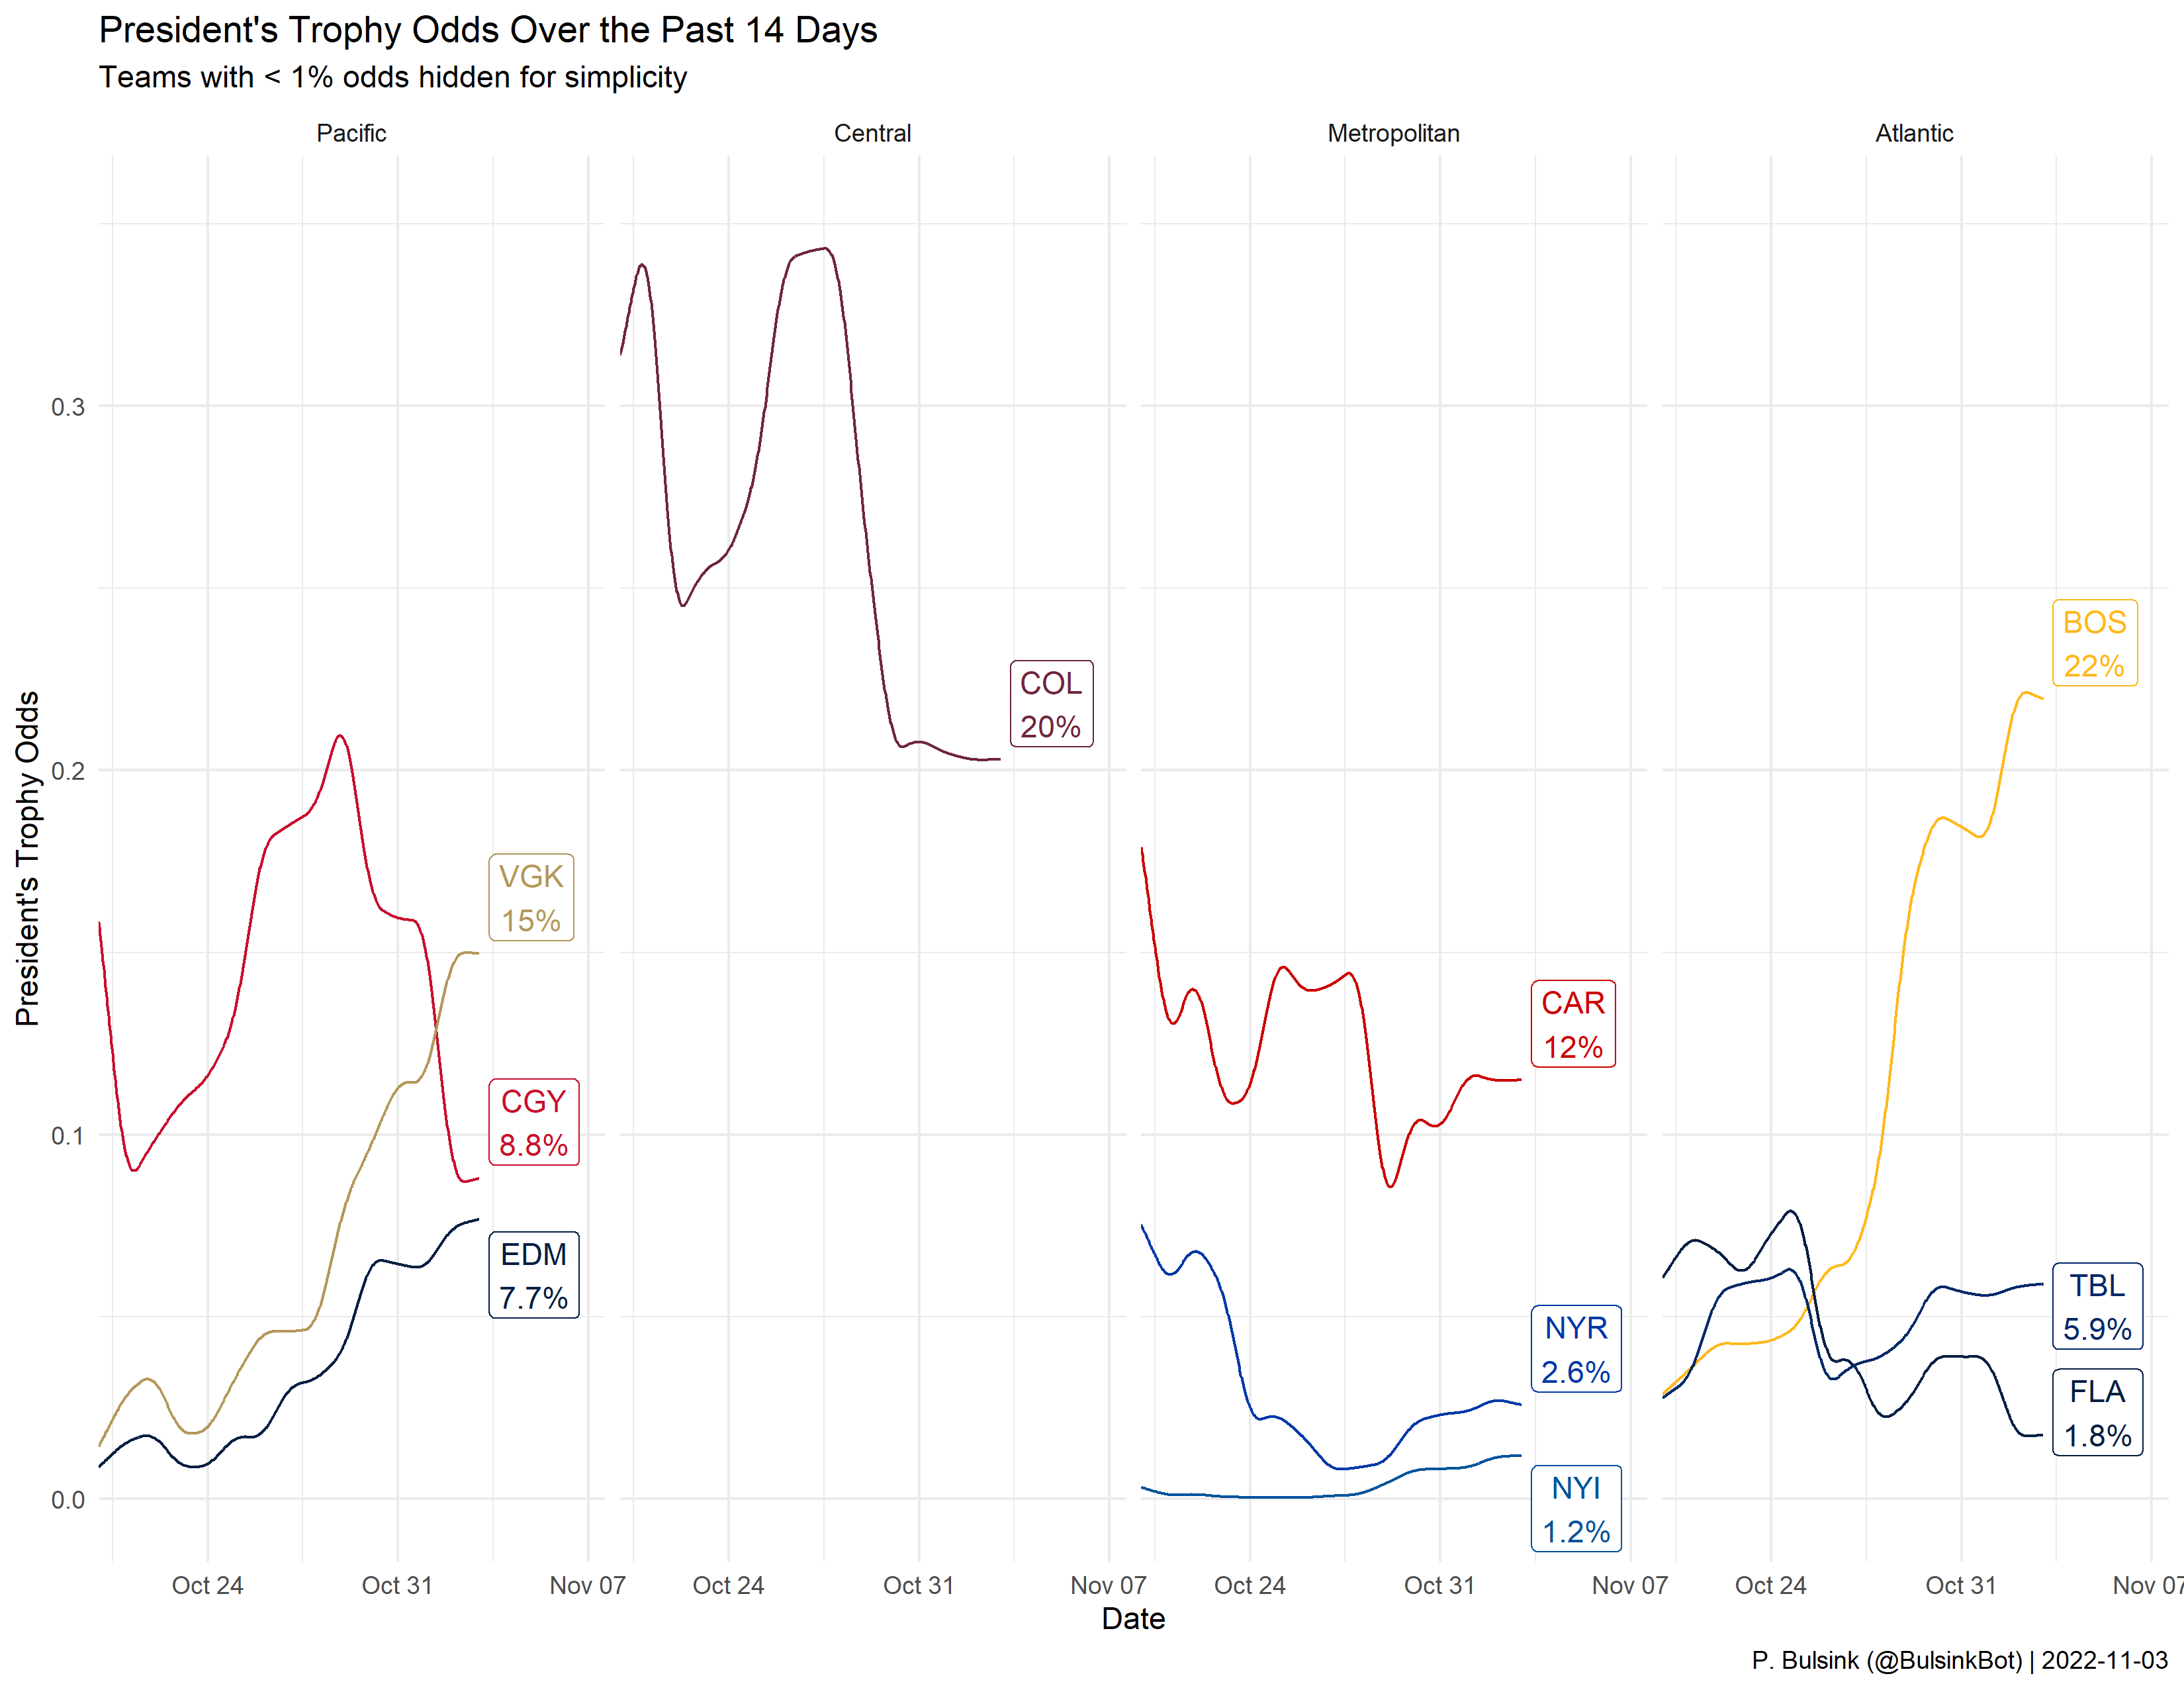 President's Trophy Odds Over the Past 14 Days
Teams with < 1% odds hidden for simplicity
Pacific
Central
Metropolitan
Atlantic
President's Trophy Odds
0.3
0.2
0.1
0.0
VGK
15%
CGY
8.8%
EDM
7.7%
COL
20%
CAR
12%
NYR
2.6%
NYI
1.2%
BOS
22%
TBL
5.9%
FLA
1.8%
Oct 24 Oct 31 Nov 07 Oct 24 Oct 31 Nov 07 Oct 24 Oct 31 Nov 07 Oct 24 Oct 31 Nov 07
Date
P. Bulsink (@BulsinkBot) | 2022-11-03